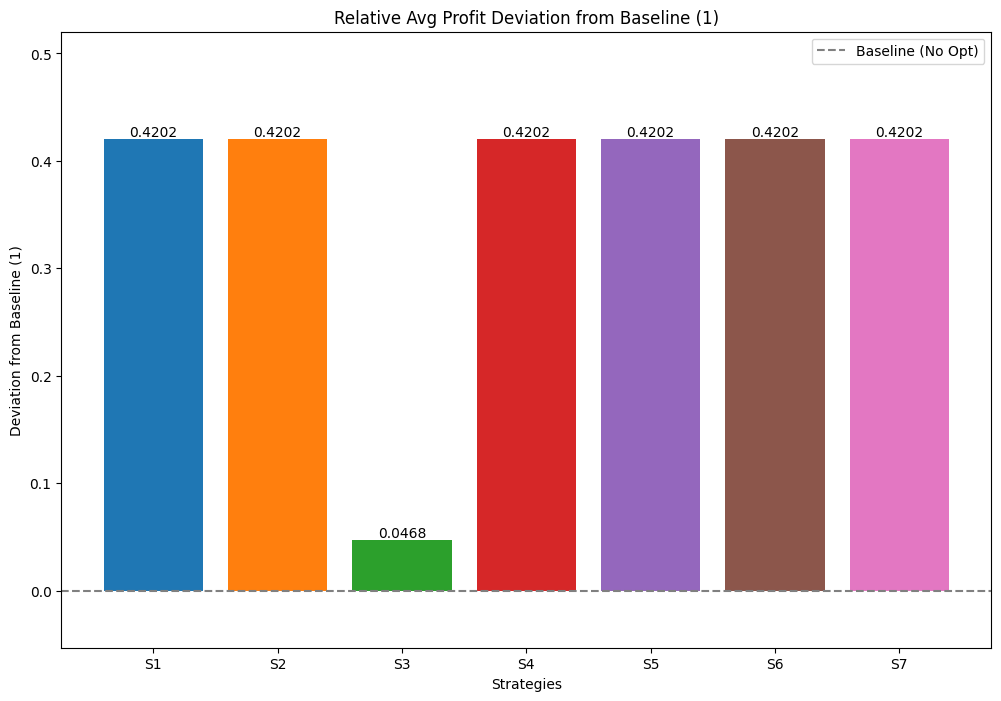 Relative Avg Profit Deviation from Baseline (1)
Baseline (No Opt)
Deviation from Baseline (1)
0.5
0.4
0.3
0.2
0.1
0.0
0.4202
0.4202
0.0468
0.4202
0.4202
0.4202
0.4202
S1
S2
S3
S4
S5
S6
S7
Strategies